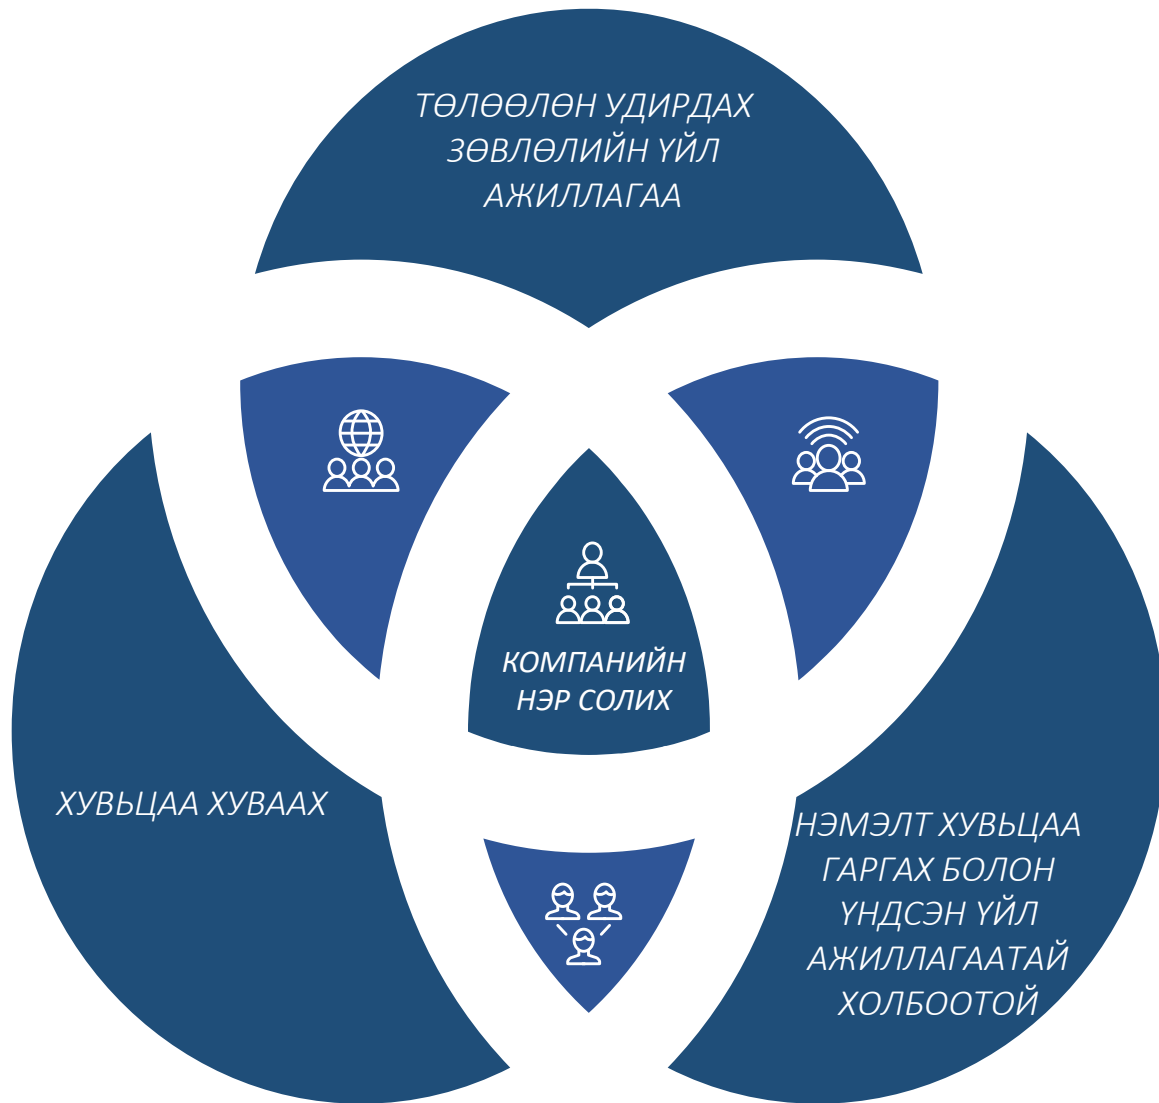 ТӨЛӨӨЛӨН УДИРДАХ
ЗӨВЛӨЛИЙН ҮЙЛ
АЖИЛЛАГАА
КОМПАНИЙН
НЭР СОЛИХ
ХУВЬЦАА ХУВААХ
НЭМЭЛТ ХУВЬЦАА
ГАРГАХ БОЛОН
ҮНДСЭН ҮЙЛ
АЖИЛЛАГААТАЙ
ХОЛБООТОЙ